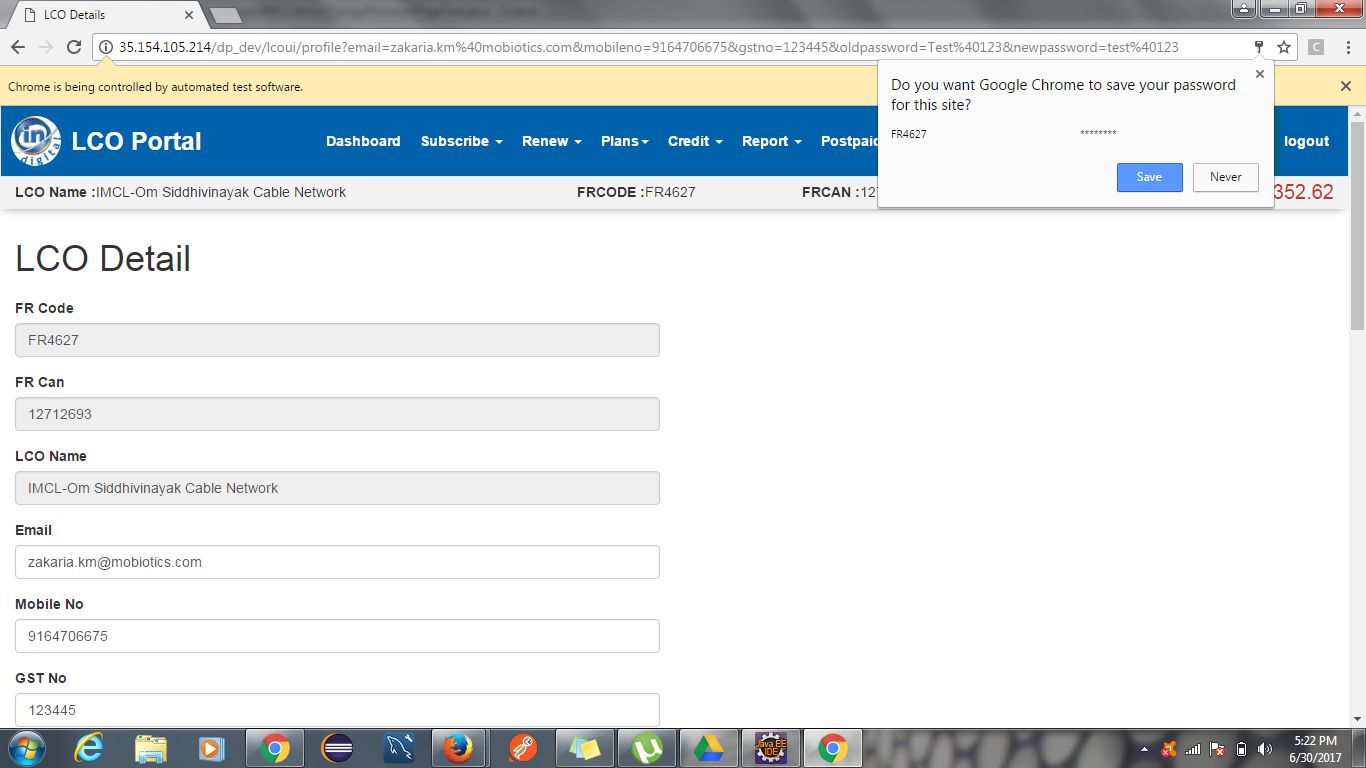 LCO Details
35.154.105.214/dp_dev/lcoui/profile?email=zakaria.km%40mobiotics.com&mobileno=9164706675&gstno=123445&oldpassword=Test%40123&newpassword=test%40123
C
Chrome is being controlled by automated test software.
Do you want Google Chrome to save your password
for this site?
FR4627 ********
Save Never
in
digital
LCO Portal
Dashboard Subscribe Renew Plans Credit Report Postpaid logout
LCO Name :IMCL-Om Siddhivinayak Cable Network FRCODE :FR4627 FRCAN :127 352.62
LCO Detail
FR Code
FR4627
FR Can
12712693
LCO Name
IMCL-Om Siddhivinayak Cable Network
Email
zakaria.km@mobiotics.com
Mobile No
9164706675
GST No
123445
Java EE
IDE
5:22 PM
6/30/2017